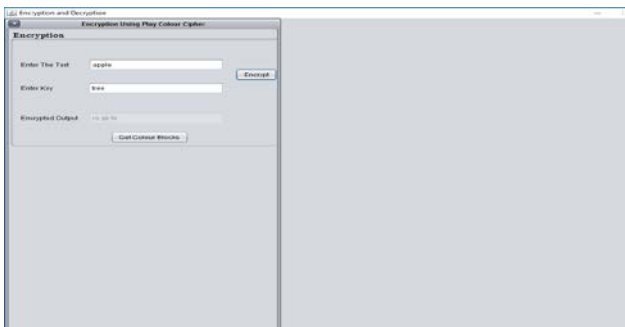 Encryption and Decryption
Encryption Using Play Colour Cipher
Encryption
Enter The Text apple
Encrypt
Enter Key tree
Encrypted Output
Get Colour Blocks